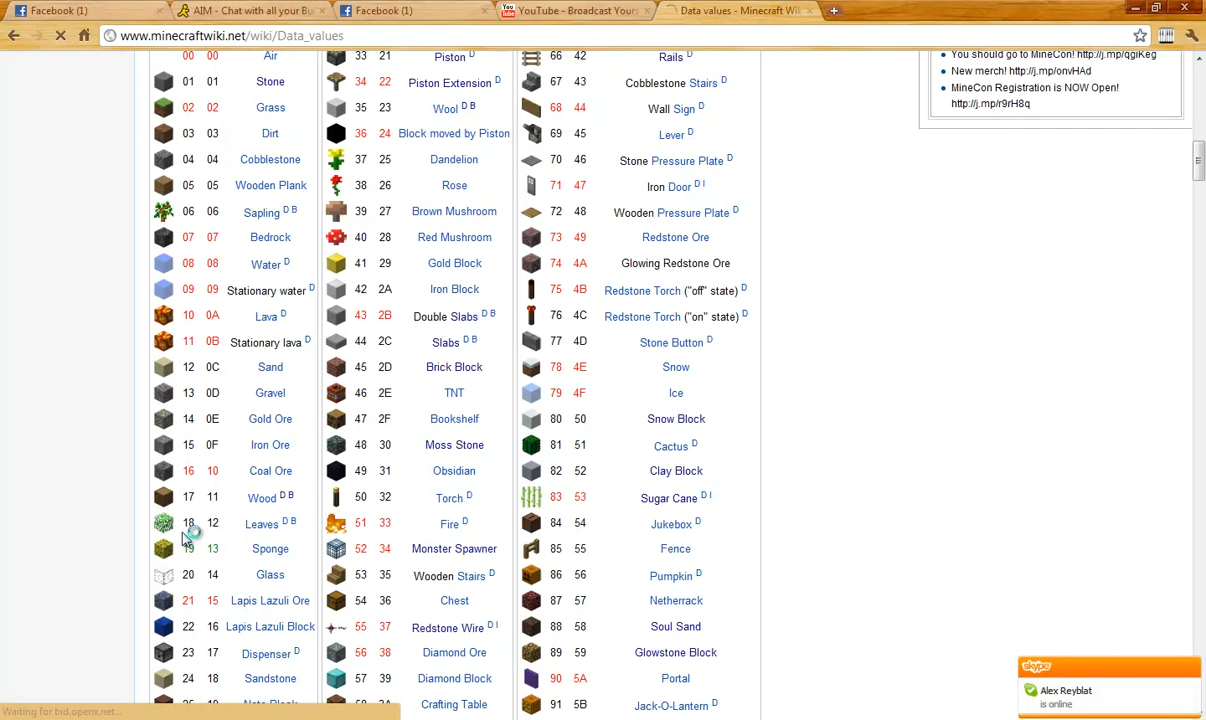 Facebook (1)
AIM - Chat with all your Bu
Facebook (1)
YouTube - Broadcast Yours
Data values - Minecraft Wi
www.minecraftwiki.net/wiki/Data_values
00 00 Air
01 01 Stone
02 02 Grass
03 03 Dirt
04 04 Cobblestone
05 05 Wooden Plank
06 06 Sapling D B
07 07 Bedrock
08 08 Water D
09 09 Stationary water D
10 0A Lava D
11 0B Stationary lava D
12 0C Sand
13 0D Gravel
14 0E Gold Ore
15 0F Iron Ore
16 10 Coal Ore
17 11 Wood D B
18 12 Leaves D B
19 13 Sponge
20 14 Glass
21 15 Lapis Lazuli Ore
22 16 Lapis Lazuli Block
23 17 Dispenser D
24 18 Sandstone
33 21 Piston D
34 22 Piston Extension D
35 23 Wool D B
36 24 Block moved by Piston
37 25 Dandelion
38 26 Rose
39 27 Brown Mushroom
40 28 Red Mushroom
41 29 Gold Block
42 2A Iron Block
43 2B Double Slabs D B
44 2C Slabs D B
45 2D Brick Block
46 2E TNT
47 2F Bookshelf
48 30 Moss Stone
49 31 Obsidian
50 32 Torch D
51 33 Fire D
52 34 Monster Spawner
53 35 Wooden Stairs D
54 36 Chest
55 37 Redstone Wire D I
56 38 Diamond Ore
57 39 Diamond Block
Crafting Table
66 42 Rails D
67 43 Cobblestone Stairs D
68 44 Wall Sign D
69 45 Lever D
70 46 Stone Pressure Plate D
71 47 Iron Door D I
72 48 Wooden Pressure Plate D
73 49 Redstone Ore
74 4A Glowing Redstone Ore
75 4B Redstone Torch ("off" state) D
76 4C Redstone Torch ("on" state) D
77 4D Stone Button D
78 4E Snow
79 4F Ice
80 50 Snow Block
81 51 Cactus D
82 52 Clay Block
83 53 Sugar Cane D I
84 54 Jukebox D
85 55 Fence
86 56 Pumpkin D
87 57 Netherrack
88 58 Soul Sand
89 59 Glowstone Block
90 5A Portal
91 5B Jack-O-Lantern D
You should go to MineCon! http://j.mp/qgiKeg
New merch! http://j.mp/onvHAd
MineCon Registration is NOW Open!
http://j.mp/r9rH8q
skype
Alex Reyblat
is online
Waiting for bid.openx.net...